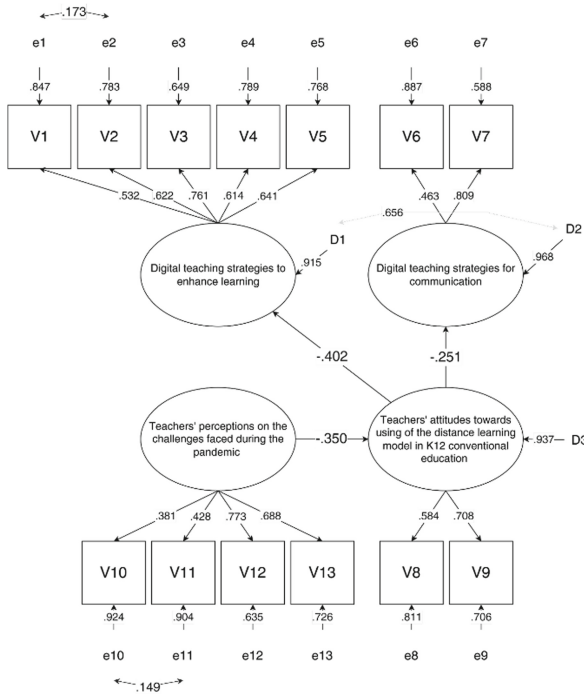 .173
e1 e2 e3 e4 e5 e6 e7
.847 .783 .649 .789 .768 .887 .588
V1 V2 V3 V4 V5 V6 V7
.532 .622 .761 .614 .641 .463 .809
.656
D1 D2
.915 .968
Digital teaching strategies to
enhance learning
Digital teaching strategies for
communication
-.402 -.251
Teachers' perceptions on the
challenges faced during the
pandemic
-.350
Teachers' attitudes towards
using of the distance learning
model in K12 conventional
education
.937 D3
.381 .428 .773 .688 .584 .708
V10 V11 V12 V13 V8 V9
.924 .904 .635 .726 .811 .706
e10 e11 e12 e13 e8 e9
.149